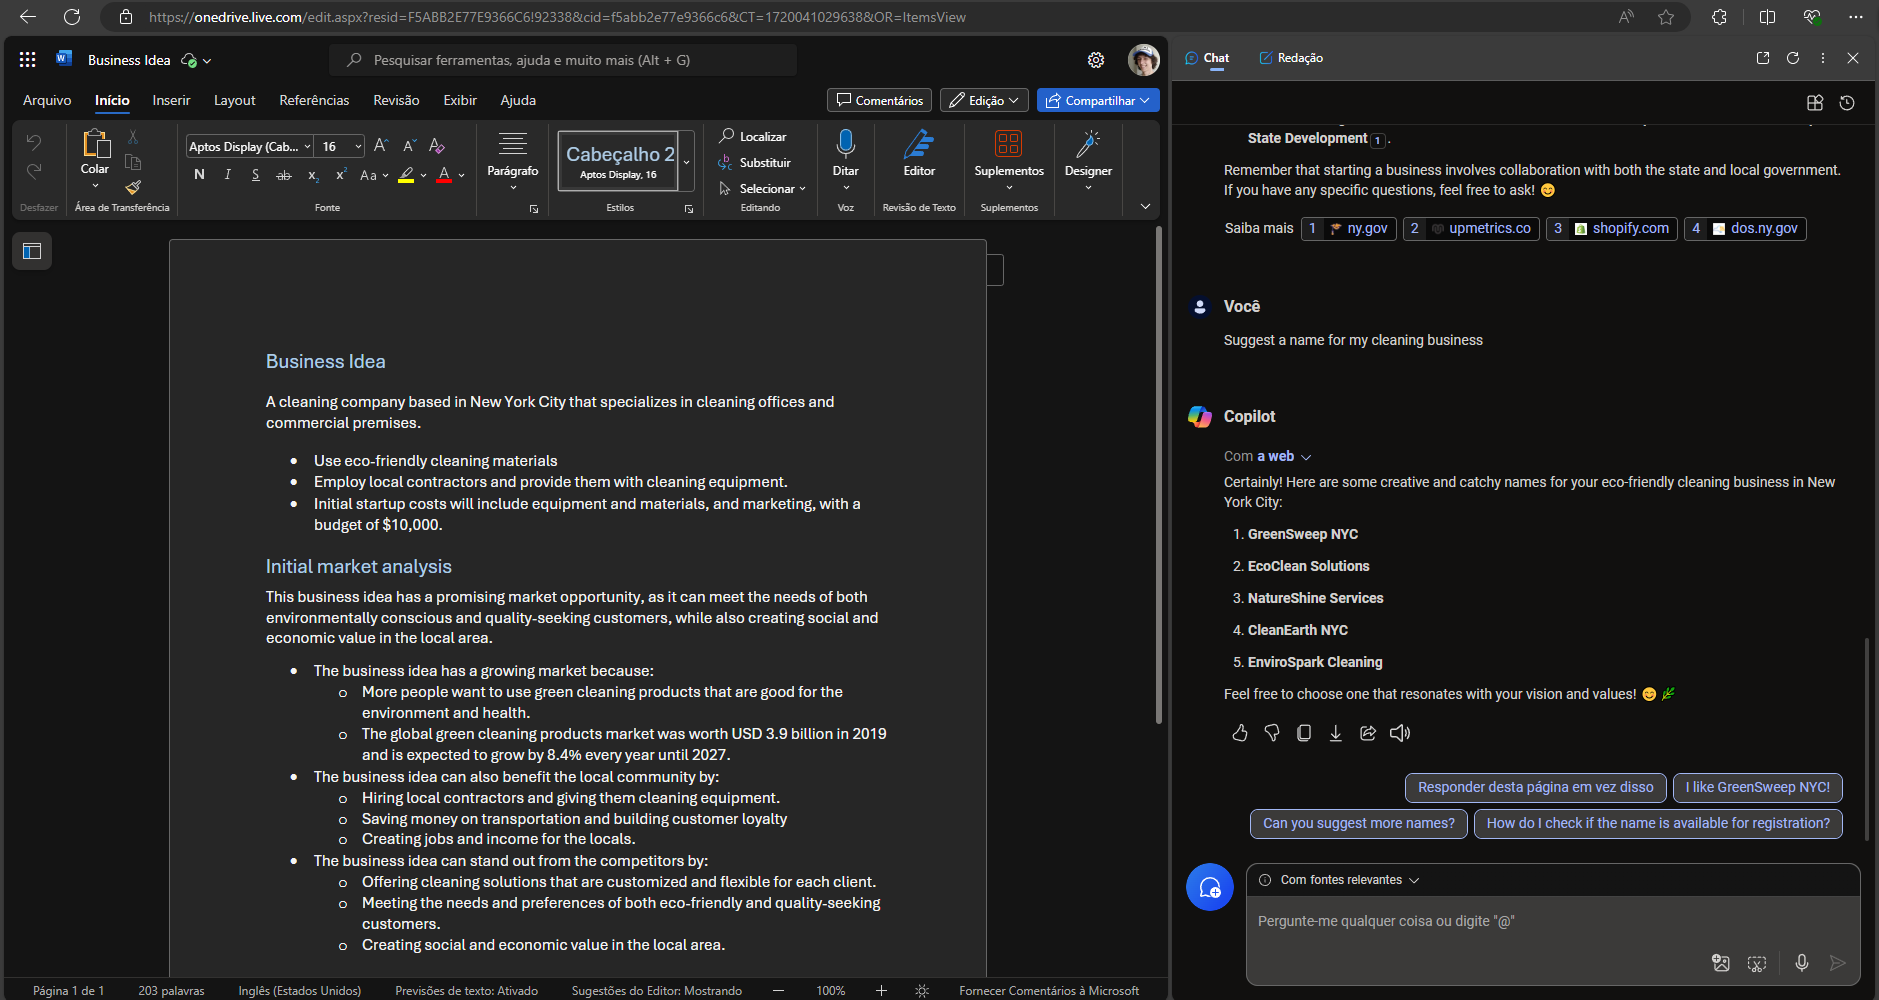 https://onedrive.live.com/edit.aspx?resid=F5ABB2E77E9366C6!92338&cid=f5abb2e77e9366c6&CT=1720041029638&OR=ItemsView
Business Idea
Pesquisar ferramentas, ajuda e muito mais (Alt + G)
Arquivo Início Inserir Layout Referências Revisão Exibir Ajuda
Comentários Edição Compartilhar
Colar
Aptos Display (Cab... 16
N I S ab x2 x2 Aa A
Parágrafo
Cabeçalho 2
Aptos Display, 16
Localizar
Substituir
Selecionar
Ditar
Editor
Suplementos
Designer
Desfazer Área de Transferência Fonte Estilos Editando Voz Revisão de Texto Suplementos
Business Idea
A cleaning company based in New York City that specializes in cleaning offices and
commercial premises.
• Use eco-friendly cleaning materials
• Employ local contractors and provide them with cleaning equipment.
• Initial startup costs will include equipment and materials, and marketing, with a
budget of $10,000.
Initial market analysis
This business idea has a promising market opportunity, as it can meet the needs of both
environmentally conscious and quality-seeking customers, while also creating social and
economic value in the local area.
• The business idea has a growing market because:
o More people want to use green cleaning products that are good for the
environment and health.
o The global green cleaning products market was worth USD 3.9 billion in 2019
and is expected to grow by 8.4% every year until 2027.
• The business idea can also benefit the local community by:
o Hiring local contractors and giving them cleaning equipment.
o Saving money on transportation and building customer loyalty
o Creating jobs and income for the locals.
• The business idea can stand out from the competitors by:
o Offering cleaning solutions that are customized and flexible for each client.
o Meeting the needs and preferences of both eco-friendly and quality-seeking
customers.
o Creating social and economic value in the local area.
Página 1 de 1 203 palavras Inglês (Estados Unidos) Previsões de texto: Ativado Sugestões do Editor: Mostrando 100% Fornecer Comentários à Microsoft
Chat Redação
State Development 1 .
Remember that starting a business involves collaboration with both the state and local government.
If you have any specific questions, feel free to ask! 😊
Saiba mais 1 ny.gov 2 upmetrics.co 3 shopify.com 4 dos.ny.gov
Você
Suggest a name for my cleaning business
Copilot
Com a web
Certainly! Here are some creative and catchy names for your eco-friendly cleaning business in New
York City:
1. GreenSweep NYC
2. EcoClean Solutions
3. NatureShine Services
4. CleanEarth NYC
5. EnviroSpark Cleaning
Feel free to choose one that resonates with your vision and values! 😊🌿
Responder desta página em vez disso I like GreenSweep NYC!
Can you suggest more names? How do I check if the name is available for registration?
Com fontes relevantes
Pergunte-me qualquer coisa ou digite "@"